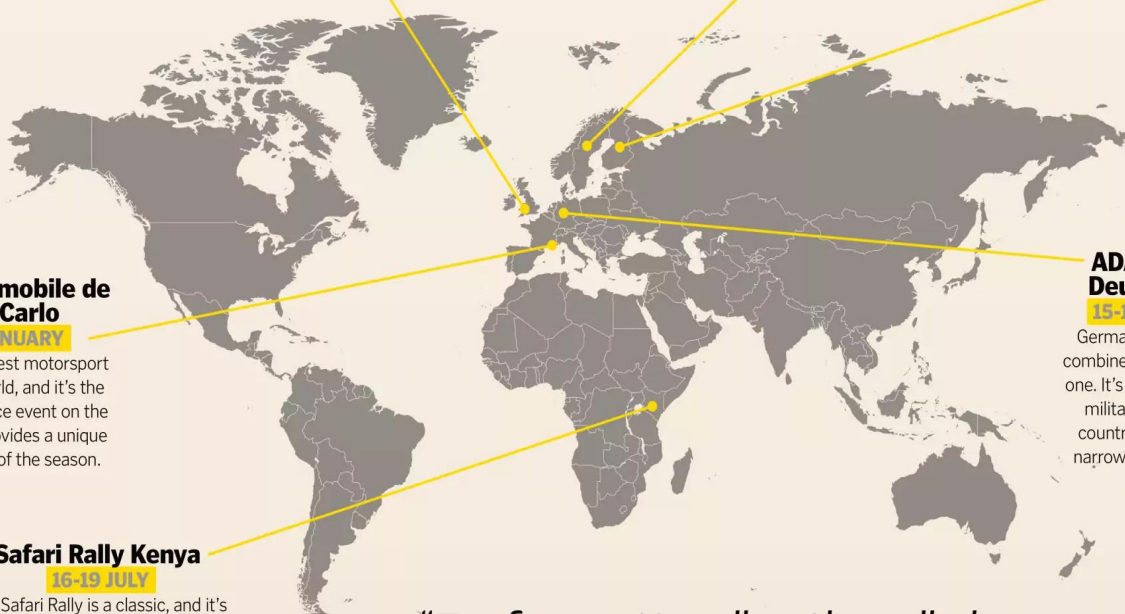 mobile de
Carlo
NUARY
est motorsport
ld, and it's the
ce event on the
vides a unique
of the season.
Safari Rally Kenya
16-19 JULY
Safari Rally is a classic, and it's
ADA
Deu
15-1
Germa
combine
one. It's
milita
countr
narrow